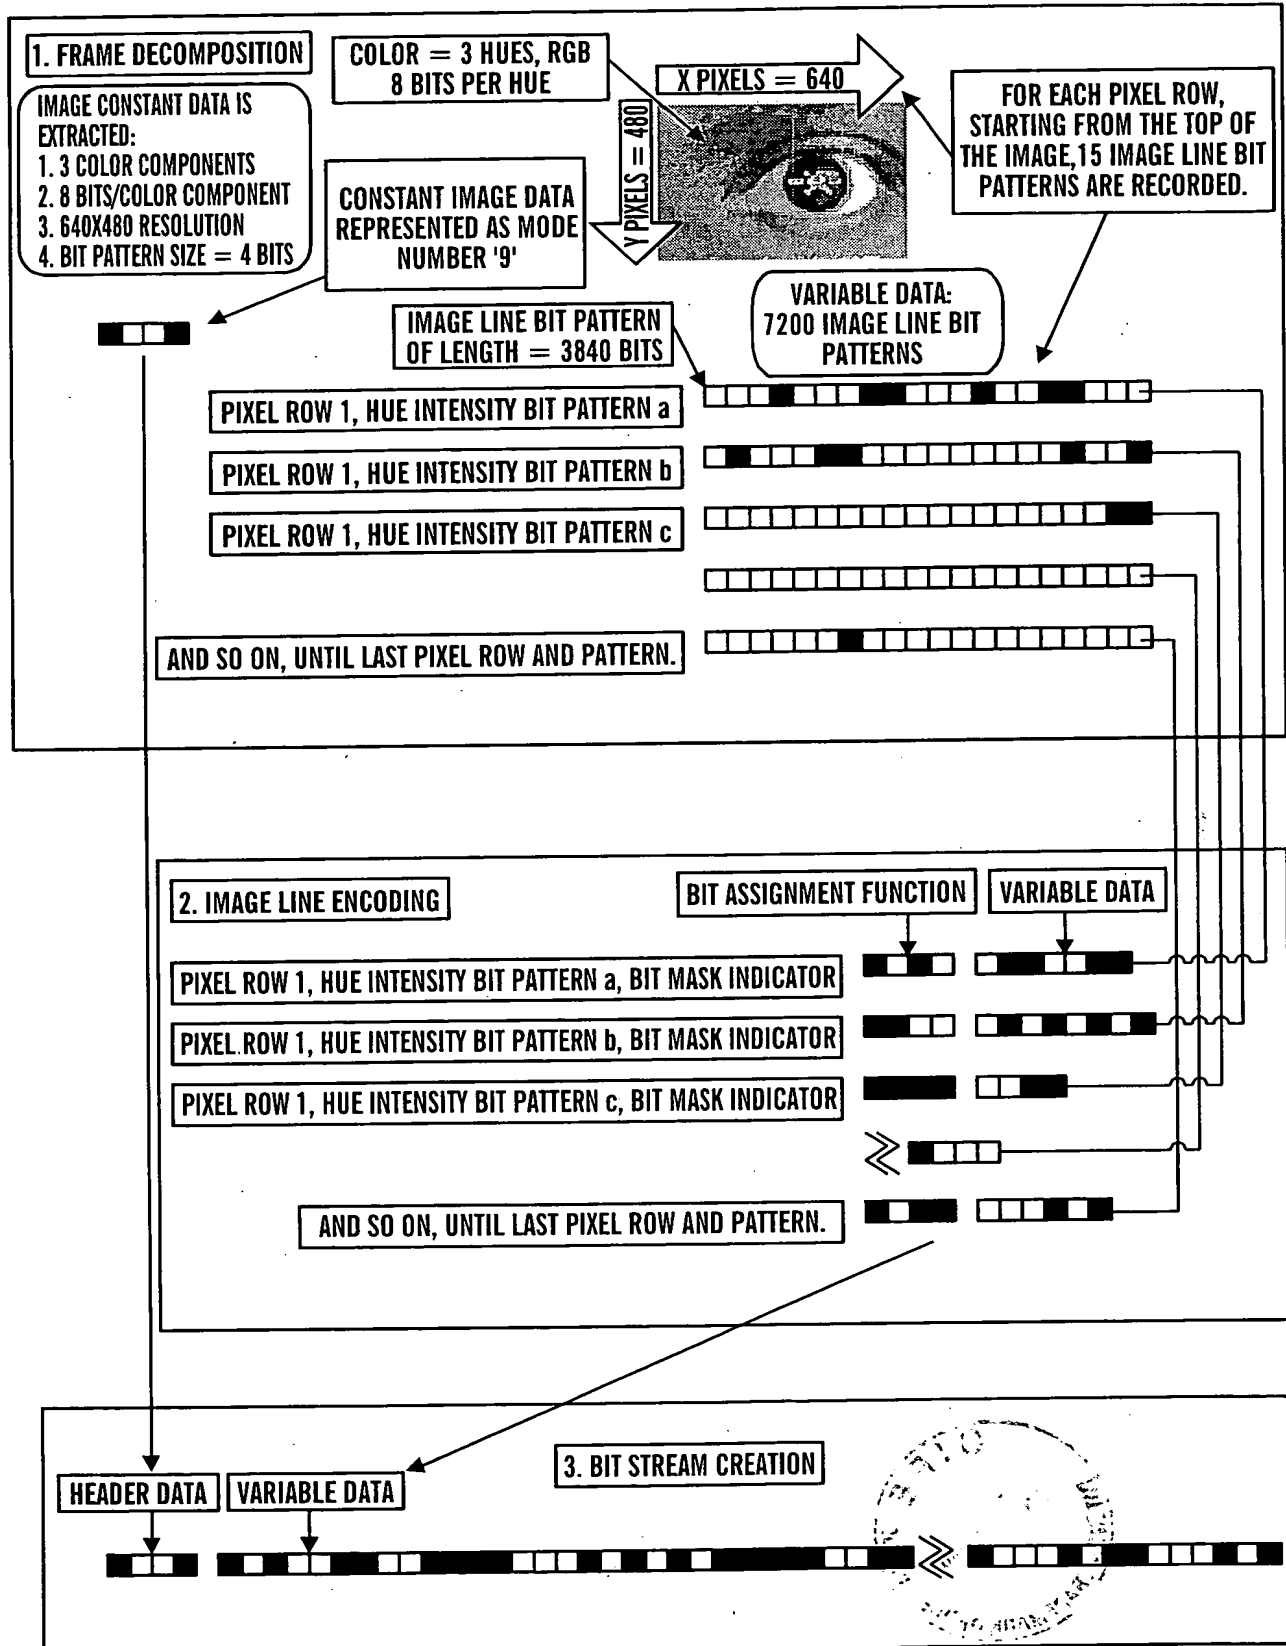 1. FRAME DECOMPOSITION
IMAGE CONSTANT DATA IS
EXTRACTED:
1. 3 COLOR COMPONENTS
2. 8 BITS/COLOR COMPONENT
3. 640X480 RESOLUTION
4. BIT PATTERN SIZE = 4 BITS
COLOR = 3 HUES, RGB
8 BITS PER HUE
X PIXELS = 640
Y PIXELS = 480
FOR EACH PIXEL ROW,
STARTING FROM THE TOP OF
THE IMAGE,15 IMAGE LINE BIT
PATTERNS ARE RECORDED.
CONSTANT IMAGE DATA
REPRESENTED AS MODE
NUMBER '9'
IMAGE LINE BIT PATTERN
OF LENGTH = 3840 BITS
VARIABLE DATA:
7200 IMAGE LINE BIT
PATTERNS
PIXEL ROW 1, HUE INTENSITY BIT PATTERN a
PIXEL ROW 1, HUE INTENSITY BIT PATTERN b
PIXEL ROW 1, HUE INTENSITY BIT PATTERN c
AND SO ON, UNTIL LAST PIXEL ROW AND PATTERN.
2. IMAGE LINE ENCODING
BIT ASSIGNMENT FUNCTION
VARIABLE DATA
PIXEL ROW 1, HUE INTENSITY BIT PATTERN a, BIT MASK INDICATOR
PIXEL ROW 1, HUE INTENSITY BIT PATTERN b, BIT MASK INDICATOR
PIXEL ROW 1, HUE INTENSITY BIT PATTERN c, BIT MASK INDICATOR
AND SO ON, UNTIL LAST PIXEL ROW AND PATTERN.
3. BIT STREAM CREATION
HEADER DATA
VARIABLE DATA